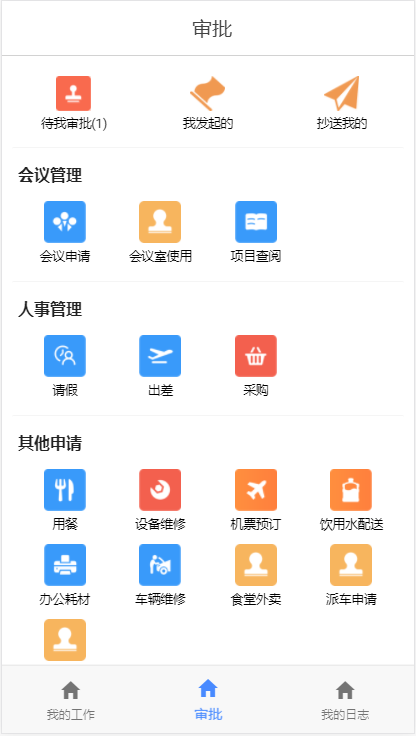 审批
待我审批(1) 我发起的 抄送我的
会议管理
会议申请 会议室使用 项目查阅
人事管理
请假 出差 采购
其他申请
用餐 设备维修 机票预订 饮用水配送
办公耗材 车辆维修 食堂外卖 派车申请
我的工作 审批 我的日志